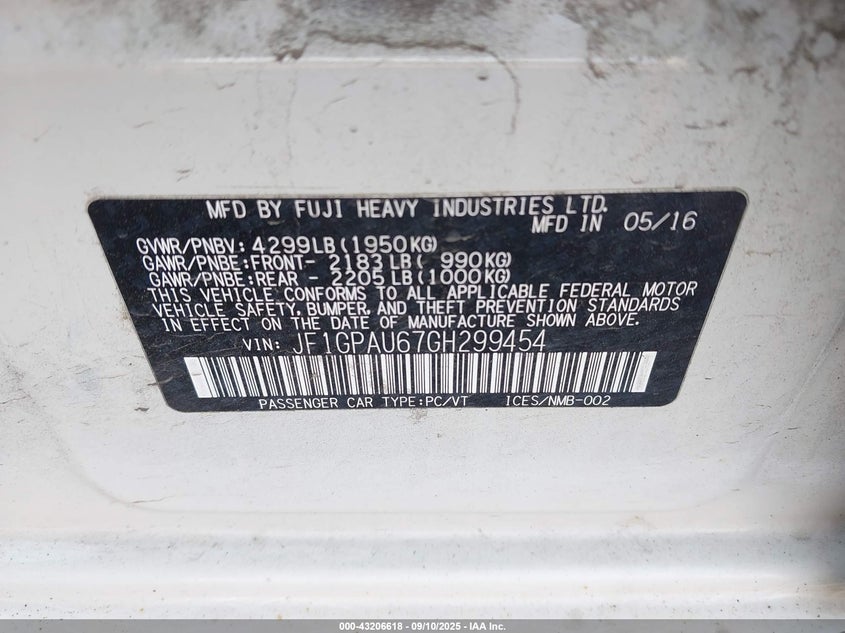 MFD BY FUJI HEAVY INDUSTRIES LTD.
MFD IN 05/16
GVWR/PNBV: 4299LB(1950KG)
GAWR/PNBE:FRONT- 2183LB( 990KG)
GAWR/PNBE:REAR - 2205LB(1000KG)
THIS VEHICLE CONFORMS TO ALL APPLICABLE FEDERAL MOTOR
VEHICLE SAFETY, BUMPER, AND THEFT PREVENTION STANDARDS
IN EFFECT ON THE DATE OF MANUFACTURE SHOWN ABOVE.
VIN: JF1GPAU67GH299454
PASSENGER CAR TYPE:PC/VT ICES/NMB-002
000-43206618 - 09/10/2025 - IAA Inc.